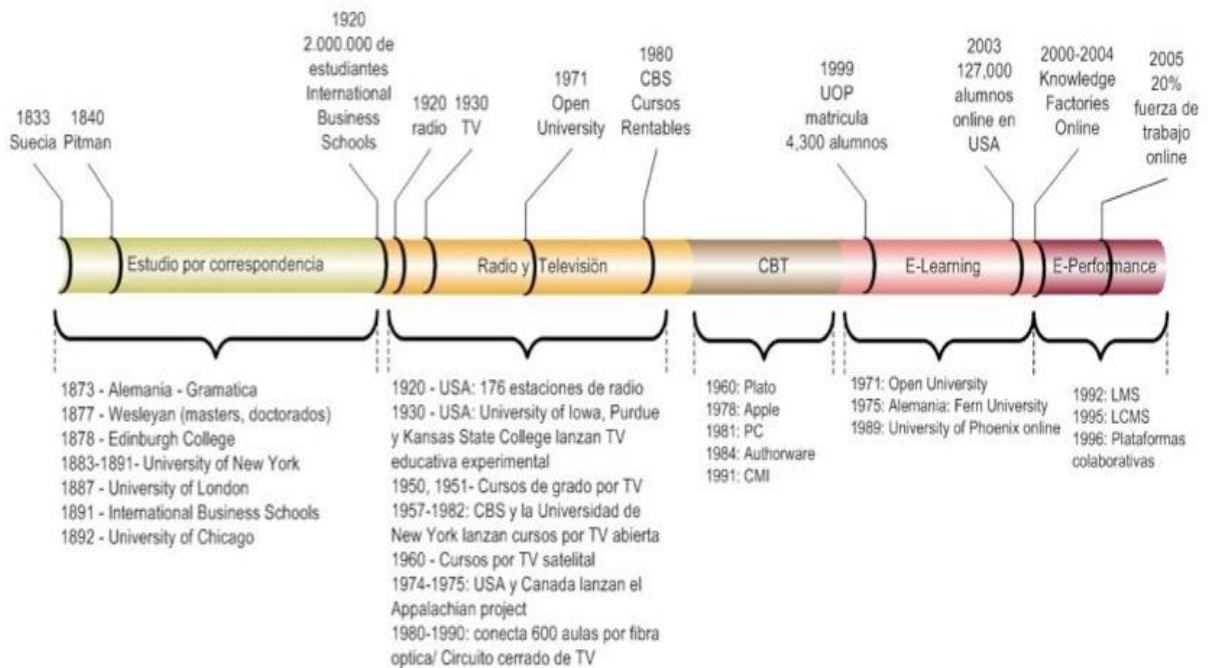 1833
Suecia
1840
Pitman
1920
2.000.000 de
estudiantes
International
Business
Schools
1920
radio
1930
TV
1971
Open
University
1980
CBS
Cursos
Rentables
1999
UOP
matricula
4,300 alumnos
2003
127,000
alumnos
online en
USA
2000-2004
Knowledge
Factories
Online
2005
20%
fuerza de
trabajo
online
Estudio por correspondencia
Radio y Televisiön
CBT
E-Learning
E-Performance
1873 - Alemania - Gramatica
1877 - Wesleyan (masters, doctorados)
1878 - Edinburgh College
1883-1891- University of New York
1887 - University of London
1891 - International Business Schools
1892 - University of Chicago
1920 - USA: 176 estaciones de radio
1930 - USA: University of Iowa, Purdue
y Kansas State College lanzan TV
educativa experimental
1950, 1951- Cursos de grado por TV
1957-1982: CBS y la Universidad de
New York lanzan cursos por TV abierta
1960 - Cursos por TV satelital
1974-1975: USA y Canada lanzan el
Appalachian project
1980-1990: conecta 600 aulas por fibra
optica/ Circuito cerrado de TV
1960: Plato
1978: Apple
1981: PC
1984: Authorware
1991: CMI
1971: Open University
1975: Alemania: Fern University
1989: University of Phoenix online
1992: LMS
1995: LCMS
1996: Plataformas
colaborativas